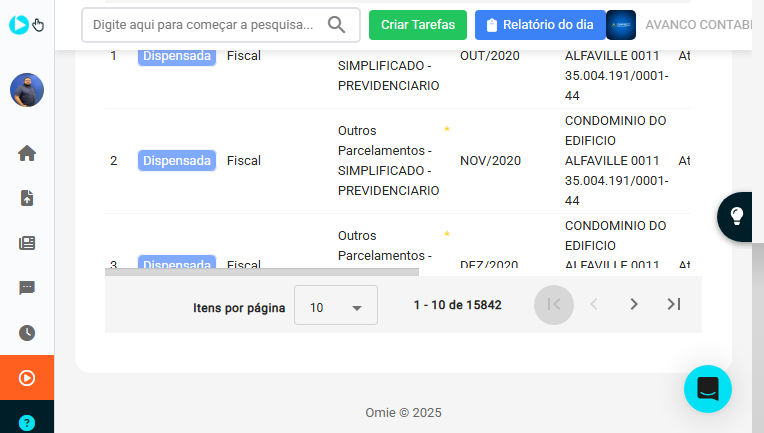 Digite aqui para começar a pesquisa...
Criar Tarefas
Relatório do dia
AVANCO CONTABI
1
Dispensada
Fiscal
SIMPLIFICADO -
PREVIDENCIARIO
OUT/2020
ALFAVILLE 0011
35.004.191/0001-
44
At
2
Dispensada
Fiscal
Outros
Parcelamentos -
SIMPLIFICADO -
PREVIDENCIARIO
*
NOV/2020
CONDOMINIO DO
EDIFICIO
ALFAVILLE 0011
35.004.191/0001-
44
At
3
Dispensada
Fiscal
Outros
Parcelamentos -
*
DEZ/2020
CONDOMINIO DO
EDIFICIO
ALFAVILLE 0011
At
Itens por página
10
1 - 10 de 15842
Omie © 2025